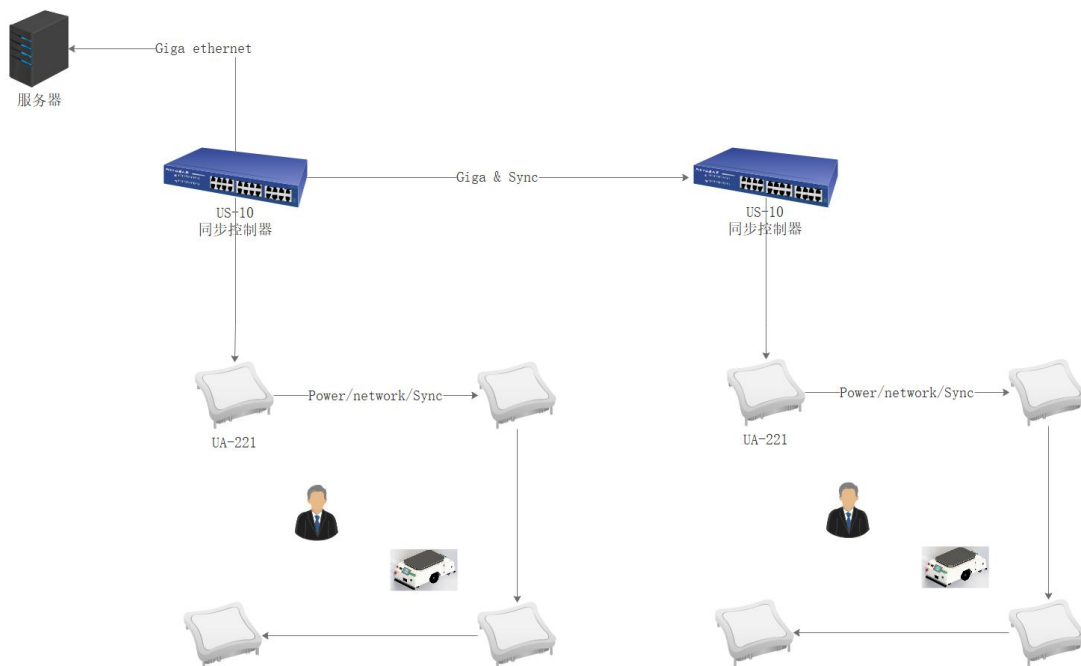 Giga ethernet
服务器
Giga & Sync
US-10
同步控制器
US-10
同步控制器
Power/network/Sync
Power/network/Sync
UA-221
UA-221